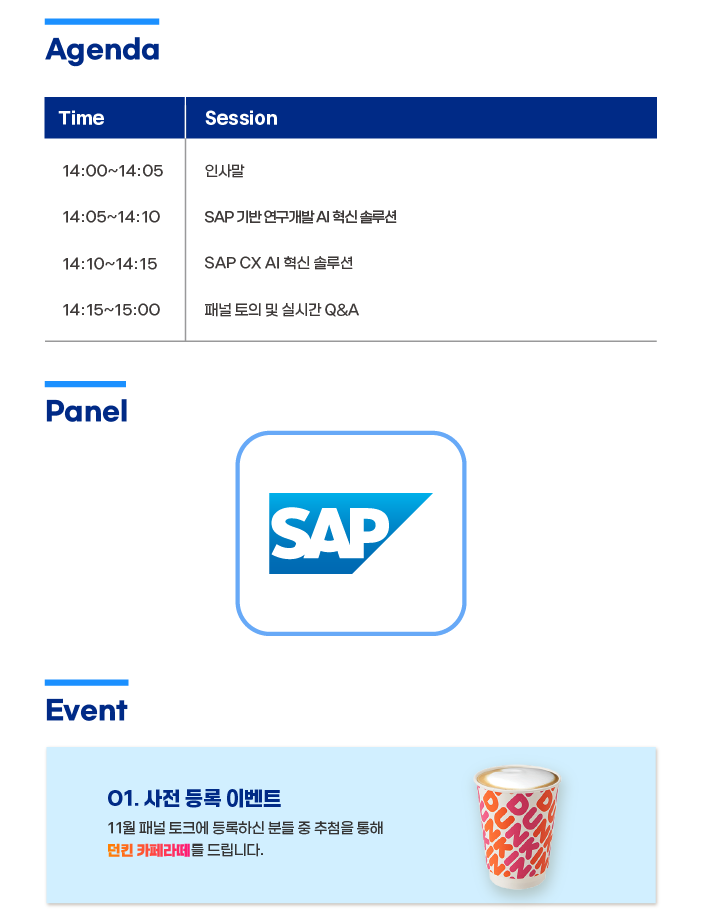 Agenda
Time Session
14:00~14:05 인사말
14:05~14:10 SAP 기반 연구개발 AI 혁신 솔루션
14:10~14:15 SAP CX AI 혁신 솔루션
14:15~15:00 패널 토의 및 실시간 Q&A
Panel
SAP
Event
01. 사전 등록 이벤트
11월 패널 토크에 등록하신 분들 중 추첨을 통해
던킨 카페라떼를 드립니다.
DUNKIN'